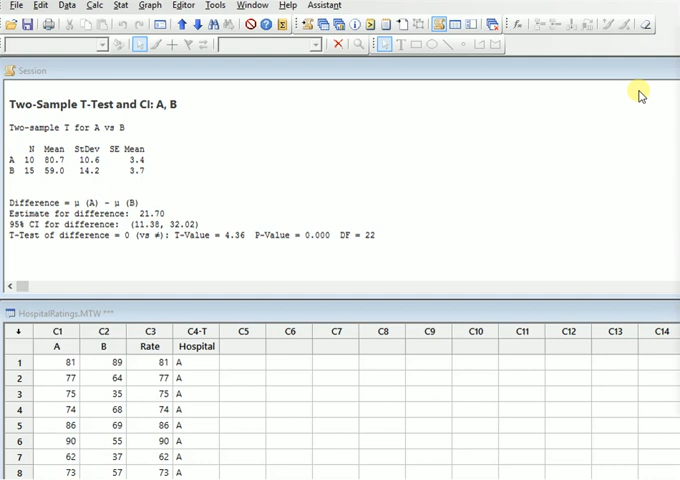 File Edit Data Calc Stat Graph Editor Tools Window Help Assistant
Session
Two-Sample T-Test and CI: A, B
Two-sample T for A vs B
N Mean StDev SE Mean
A 10 80.7 10.6 3.4
B 15 59.0 14.2 3.7
Difference = μ (A) - μ (B)
Estimate for difference: 21.70
95% CI for difference: (11.38, 32.02)
T-Test of difference = 0 (vs ≠): T-Value = 4.36 P-Value = 0.000 DF = 22
HospitalRatings.MTW ***
C1 C2 C3 C4-T C5 C6 C7 C8 C9 C10 C11 C12 C13 C14
A B Rate Hospital
1 81 89 81 A
2 77 64 77 A
3 75 35 75 A
4 74 68 74 A
5 86 69 86 A
6 90 55 90 A
7 62 37 62 A
8 73 57 73 A